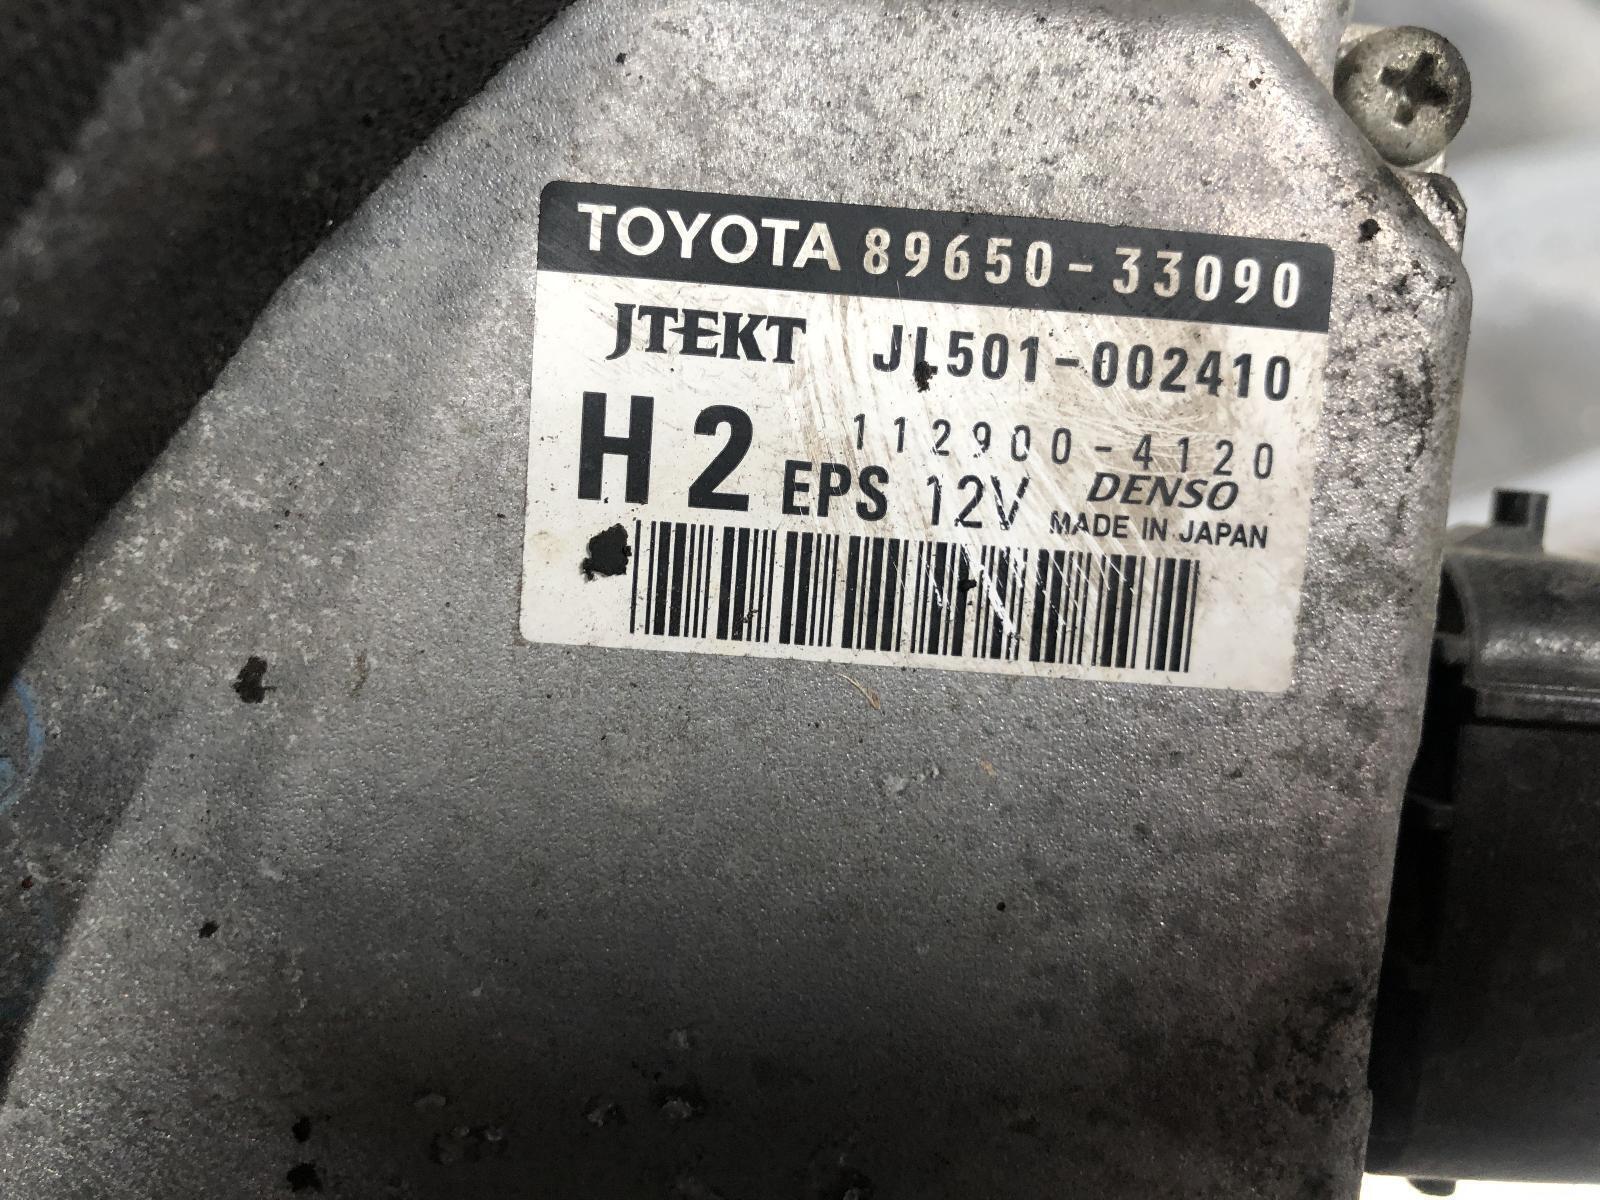 TOYOTA 89650-33090
JTEKT JL501-002410
H2 EPS 12V 112900-4120
DENSO
MADE IN JAPAN